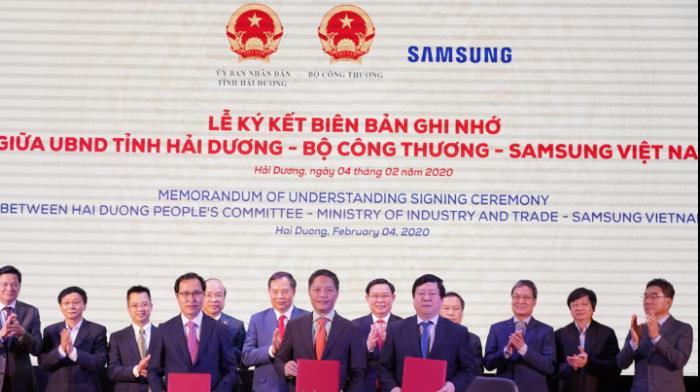 SAMSUNG
ỦY BAN NHÂN DÂN
TỈNH HẢI DƯƠNG
BỘ CÔNG THƯƠNG
LỄ KÝ KẾT BIÊN BẢN GHI NHỚ
GIỮA UBND TỈNH HẢI DƯƠNG - BỘ CÔNG THƯƠNG - SAMSUNG VIỆT NA
Hải Dương, ngày 04 tháng 02 năm 2020
MEMORANDUM OF UNDERSTANDING SIGNING CEREMONY
BETWEEN HAI DUONG PEOPLE'S COMMITTEE - MINISTRY OF INDUSTRY AND TRADE - SAMSUNG VIETNAM
Hai Duong, February 04, 2020